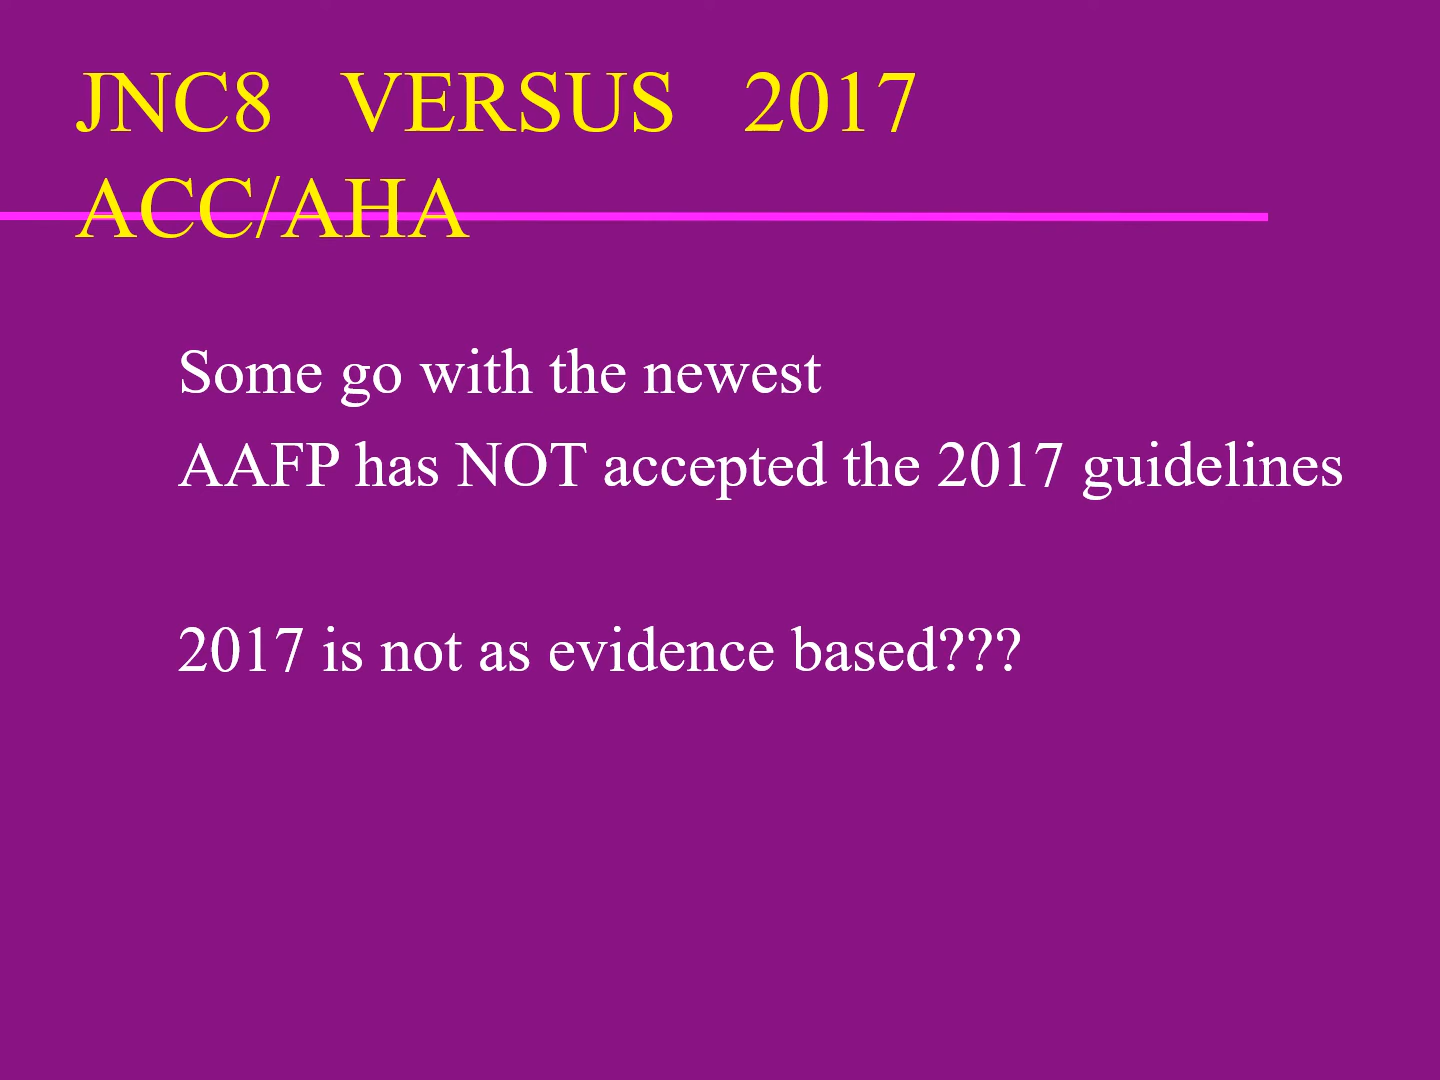 JNC8 VERSUS 2017
ACC/AHA
Some go with the newest
AAFP has NOT accepted the 2017 guidelines
2017 is not as evidence based???